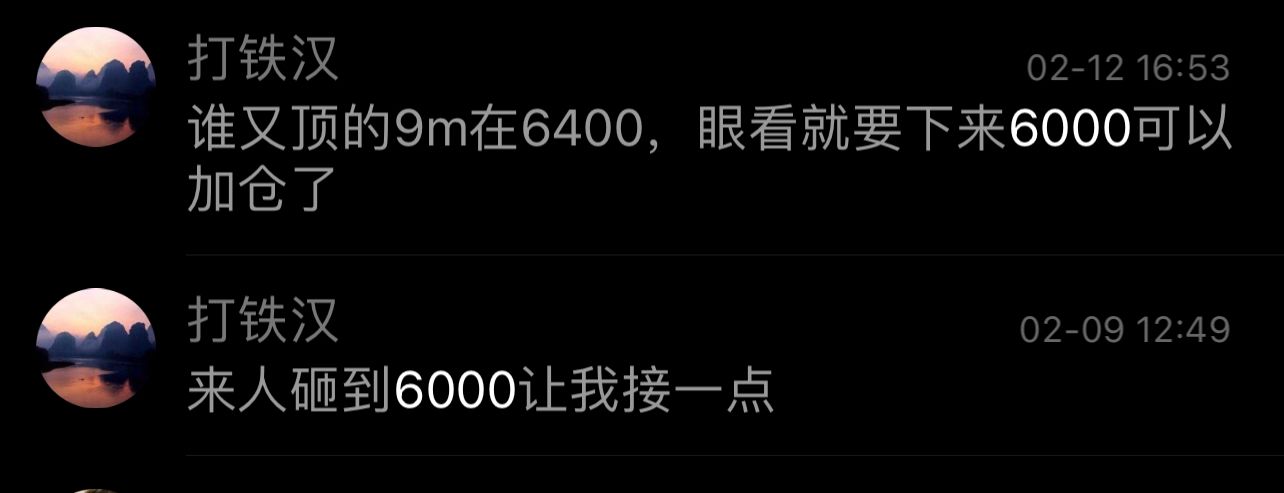 打铁汉
02-12 16:53
谁又顶的9m在6400，眼看就要下来6000可以
加仓了
打铁汉
02-09 12:49
来人砸到6000让我接一点